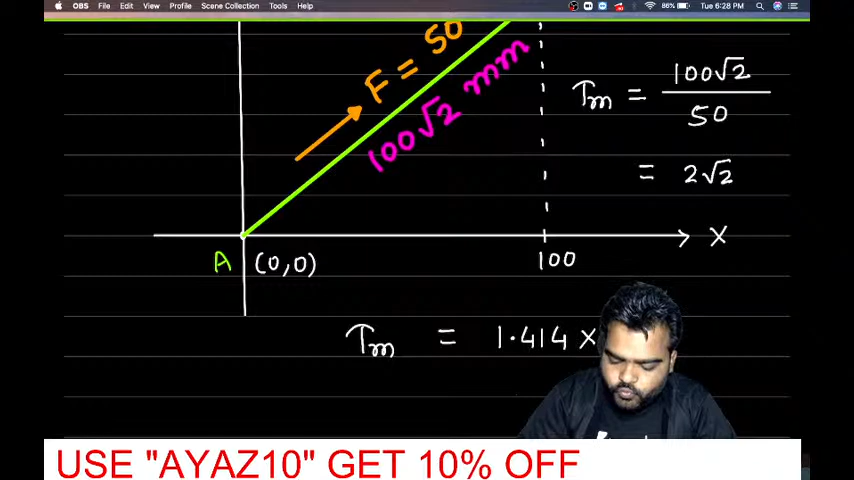 OBS File Edit View Profile Scene Collection Tools Help 86% Tue 6:28 PM
F = 50
100√2 mm
Tm = 100√2 / 50
= 2√2
X
A (0,0)
100
Tm = 1.414 ×
USE "AYAZ10" GET 10% OFF